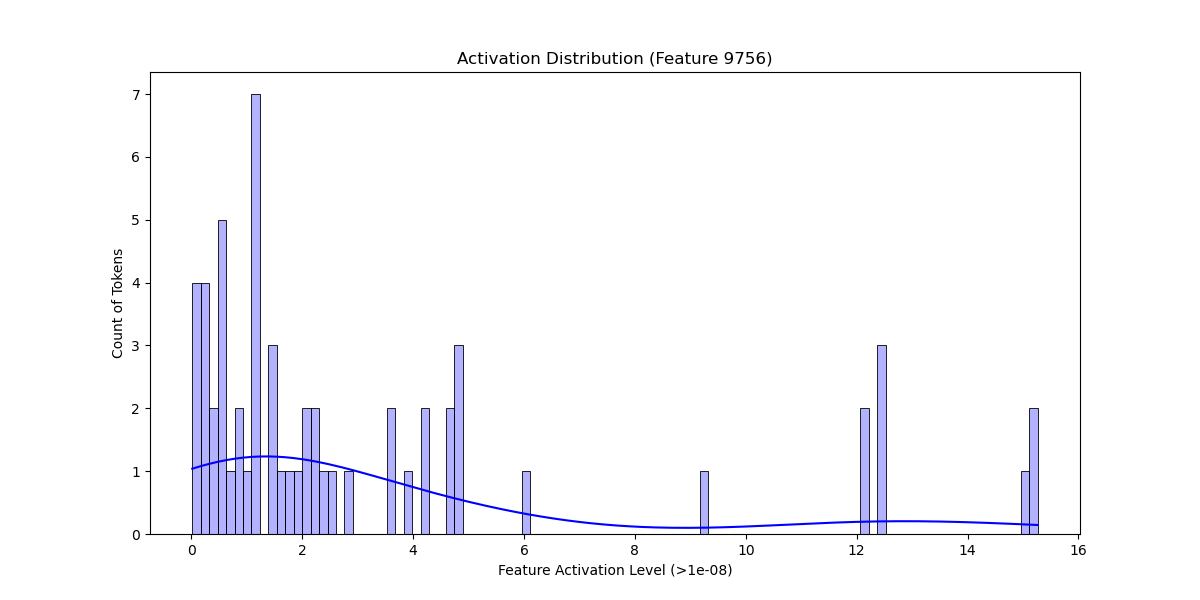 Activation Distribution (Feature 9756)
7
6
5
4
3
2
1
0
Count of Tokens
0 2 4 6 8 10 12 14 16
Feature Activation Level (>1e-08)